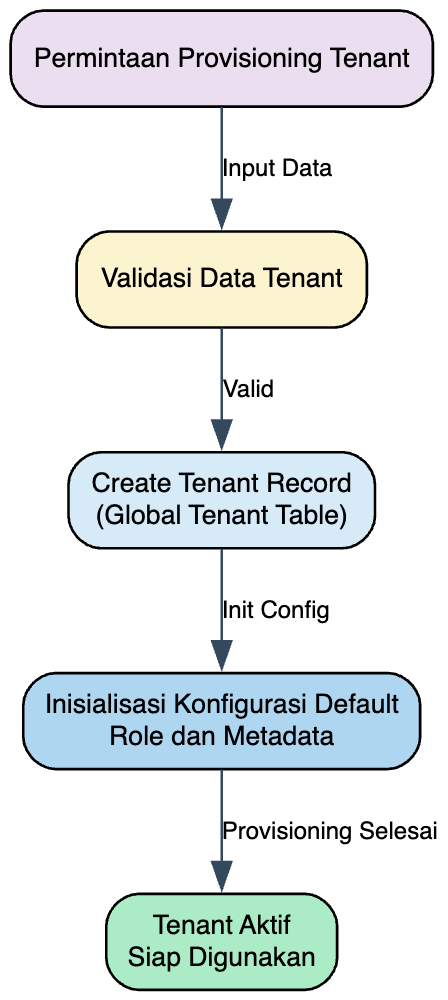 Permintaan Provisioning Tenant
Input Data
Validasi Data Tenant
Valid
Create Tenant Record
(Global Tenant Table)
Init Config
Inisialisasi Konfigurasi Default
Role dan Metadata
Provisioning Selesai
Tenant Aktif
Siap Digunakan